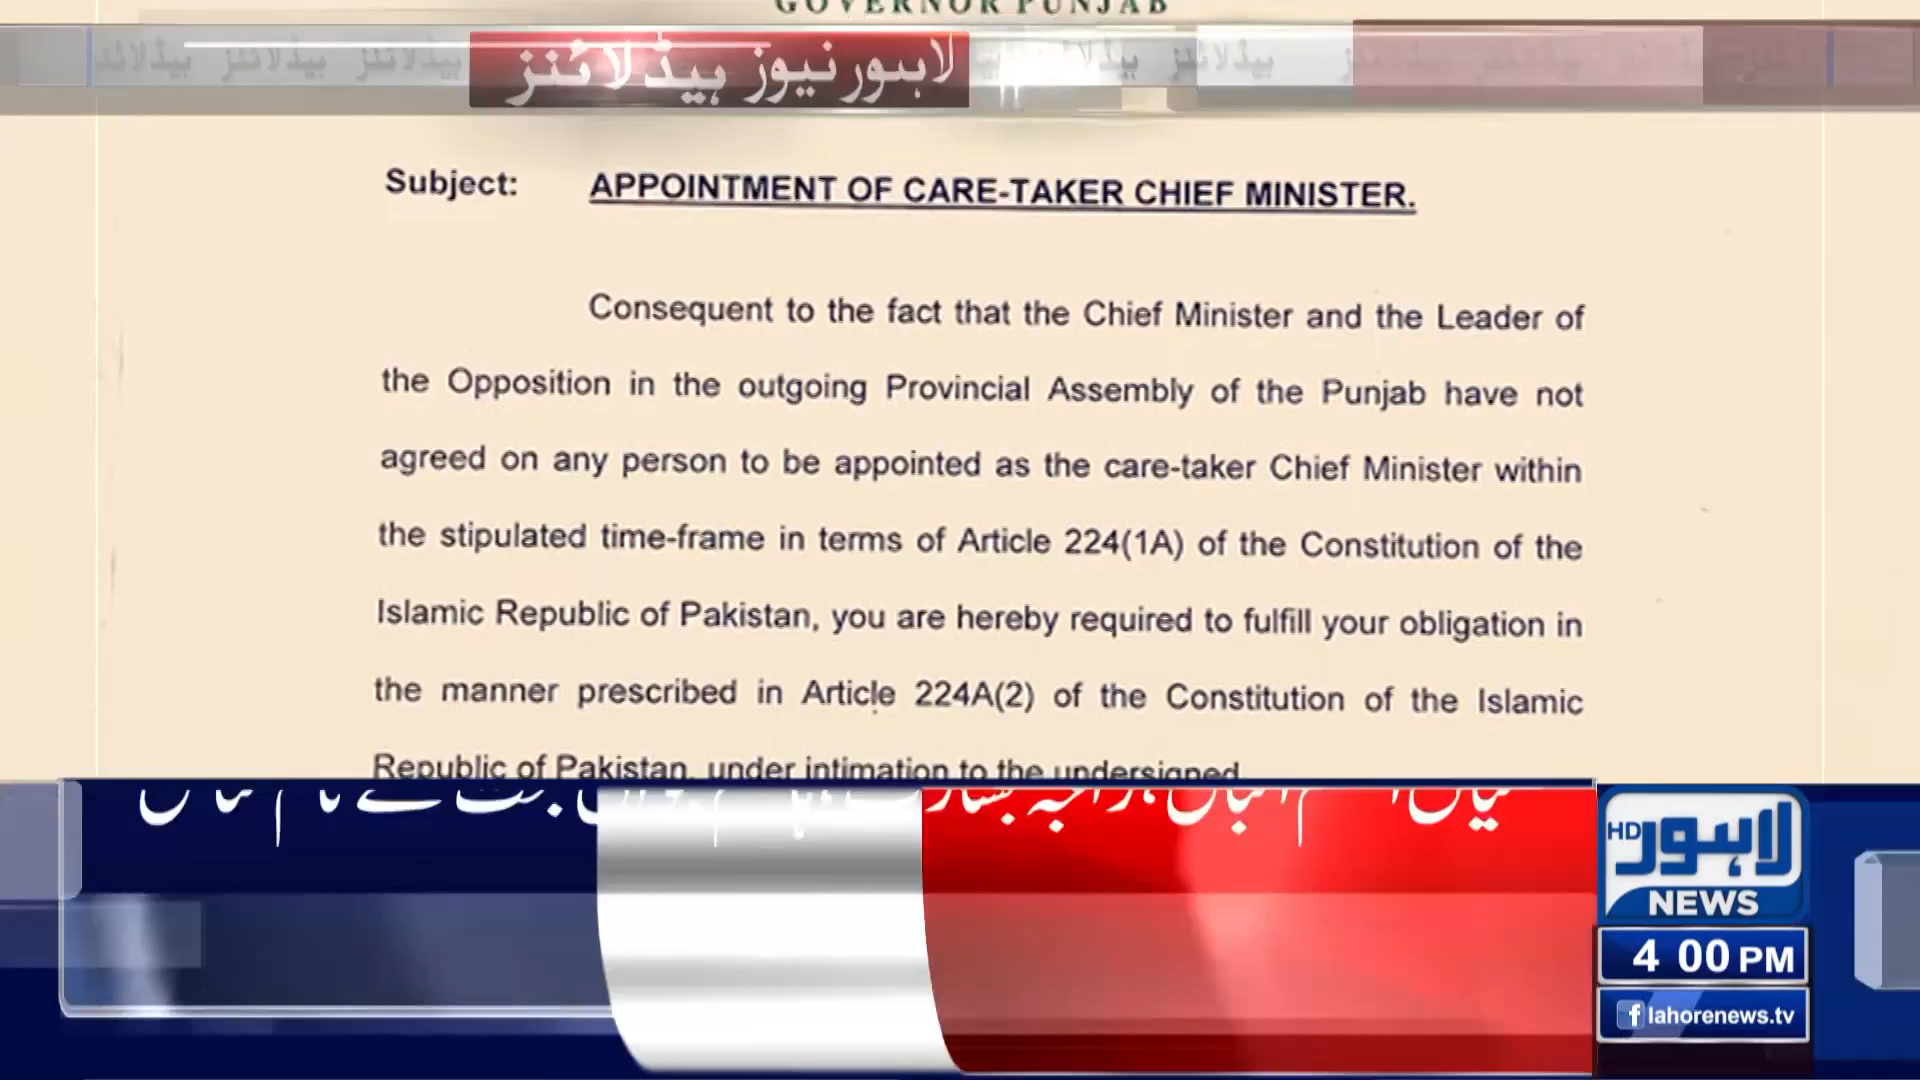 GOVERNOR PUNJAB
لاہور نیوز ہیڈلائنز
ہیڈلائنز ہیڈلائنز ہیڈلائنز
Subject: APPOINTMENT OF CARE-TAKER CHIEF MINISTER.
Consequent to the fact that the Chief Minister and the Leader of
the Opposition in the outgoing Provincial Assembly of the Punjab have not
agreed on any person to be appointed as the care-taker Chief Minister within
the stipulated time-frame in terms of Article 224(1A) of the Constitution of the
Islamic Republic of Pakistan, you are hereby required to fulfill your obligation in
the manner prescribed in Article 224A(2) of the Constitution of the Islamic
Republic of Pakistan, under intimation to the undersigned.
HD لاہور
NEWS
4 00 PM
f lahorenews.tv